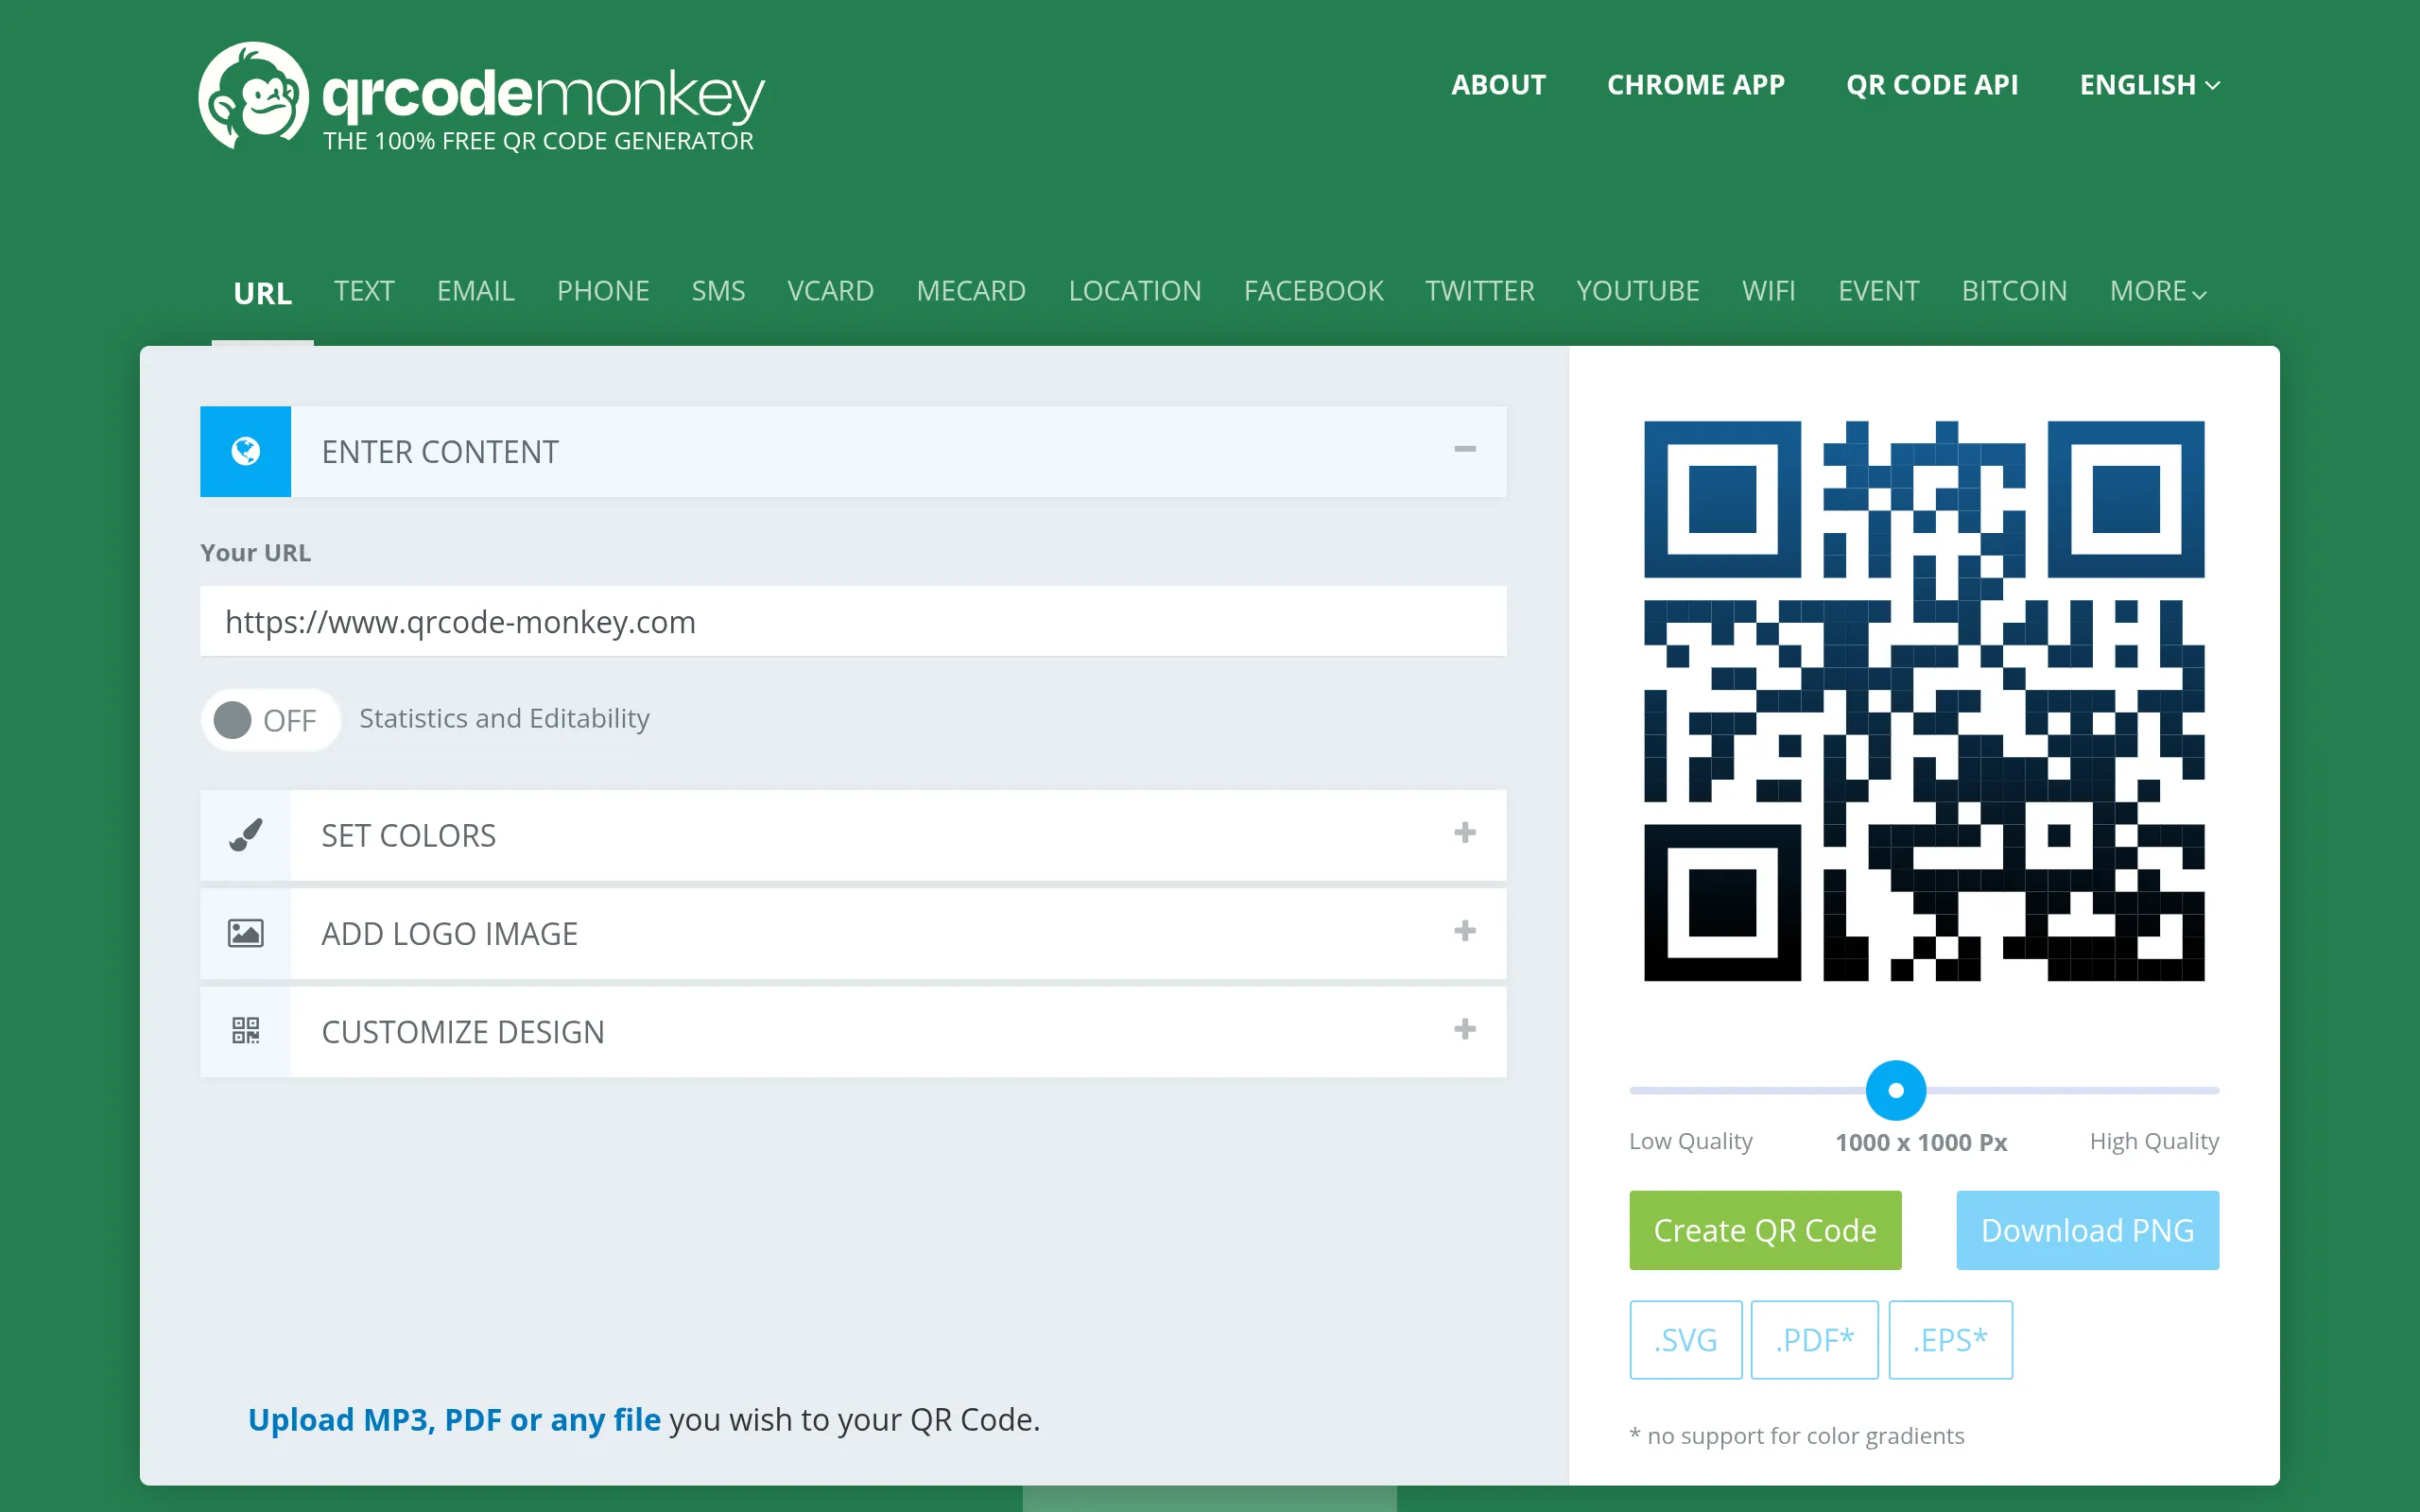 qrcodemonkey
THE 100% FREE QR CODE GENERATOR
ABOUT CHROME APP QR CODE API ENGLISH
URL TEXT EMAIL PHONE SMS VCARD MECARD LOCATION FACEBOOK TWITTER YOUTUBE WIFI EVENT BITCOIN MORE
ENTER CONTENT
Your URL
https://www.qrcode-monkey.com
OFF Statistics and Editability
SET COLORS
ADD LOGO IMAGE
CUSTOMIZE DESIGN
Upload MP3, PDF or any file you wish to your QR Code.
Low Quality 1000 x 1000 Px High Quality
Create QR Code Download PNG
.SVG .PDF* .EPS*
* no support for color gradients